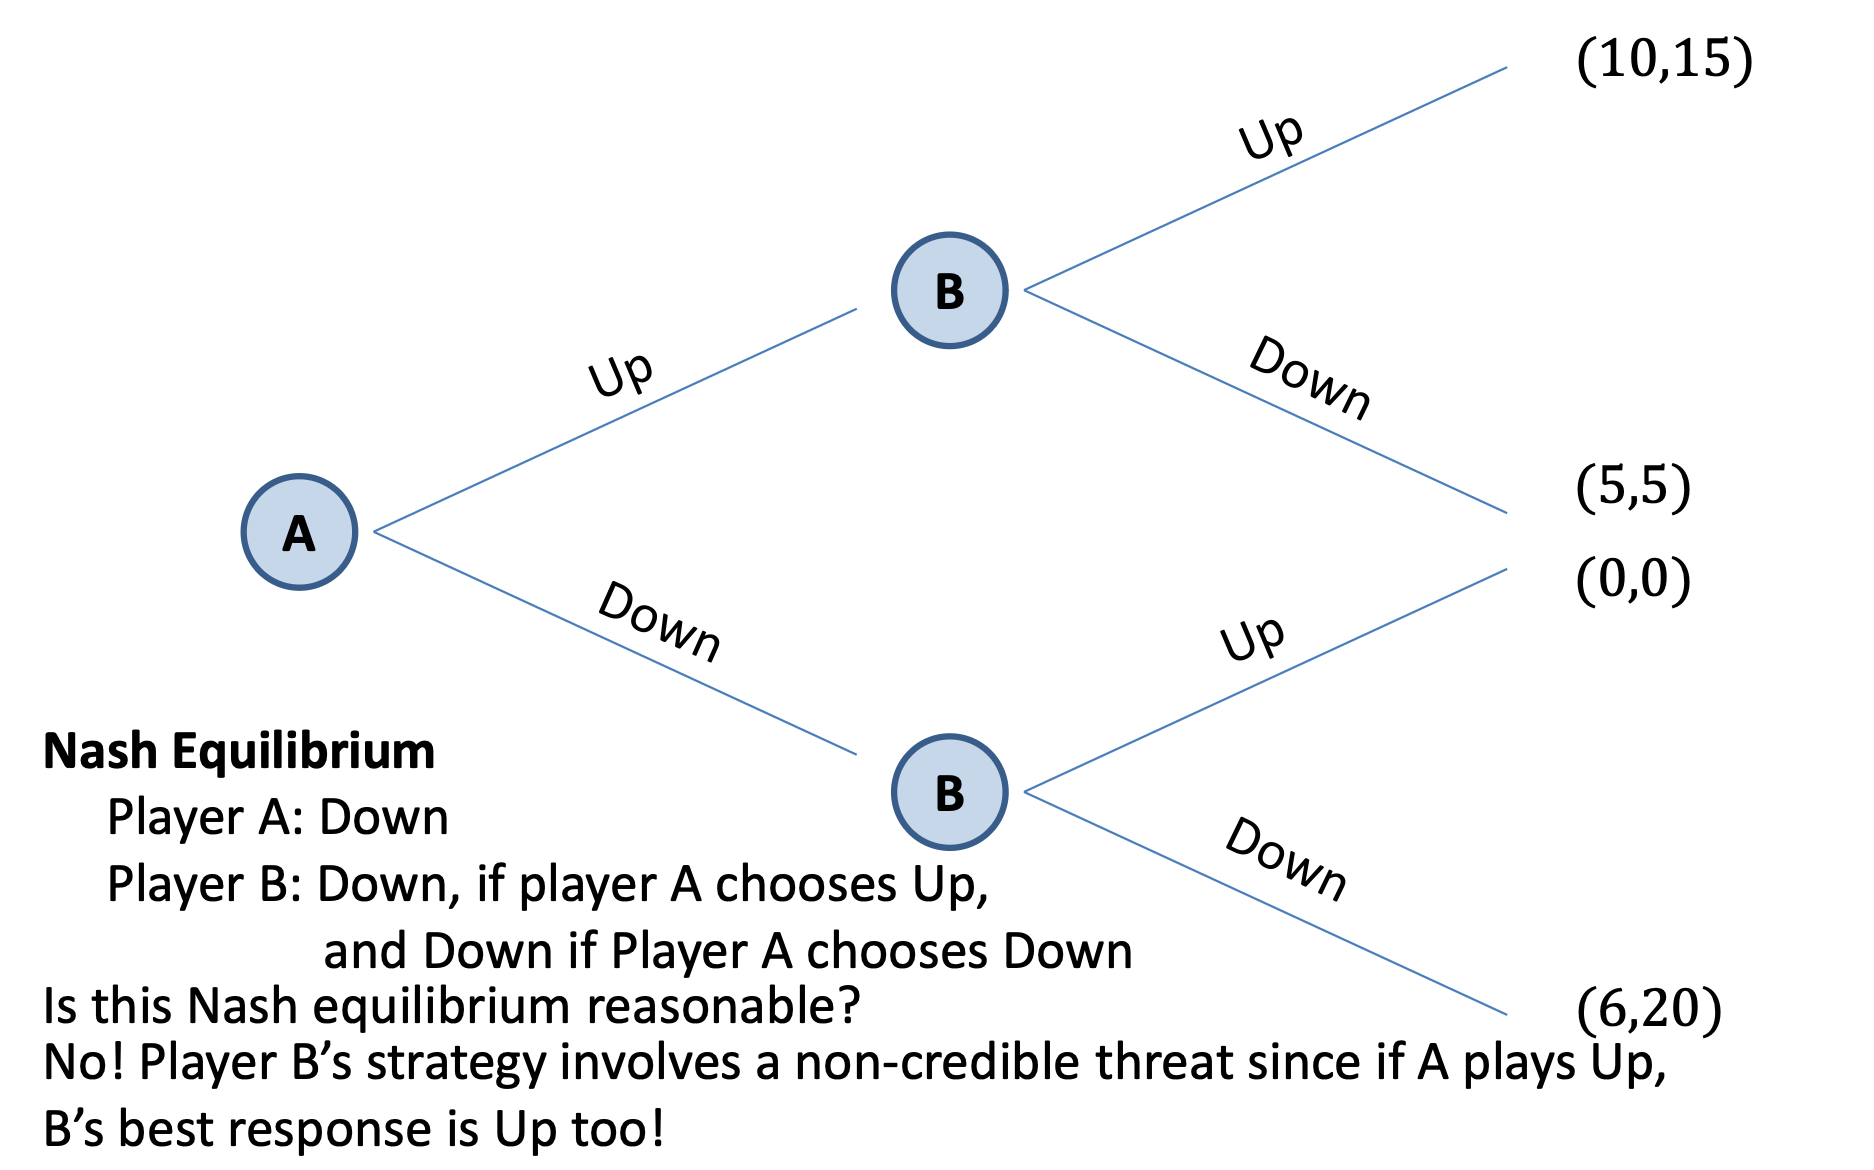 (10,15)
Up
B
Up
Down
(5,5)
A
(0,0)
Down
Up
B
Down
(6,20)
Nash Equilibrium
Player A: Down
Player B: Down, if player A chooses Up,
and Down if Player A chooses Down
Is this Nash equilibrium reasonable?
No! Player B’s strategy involves a non-credible threat since if A plays Up,
B’s best response is Up too!